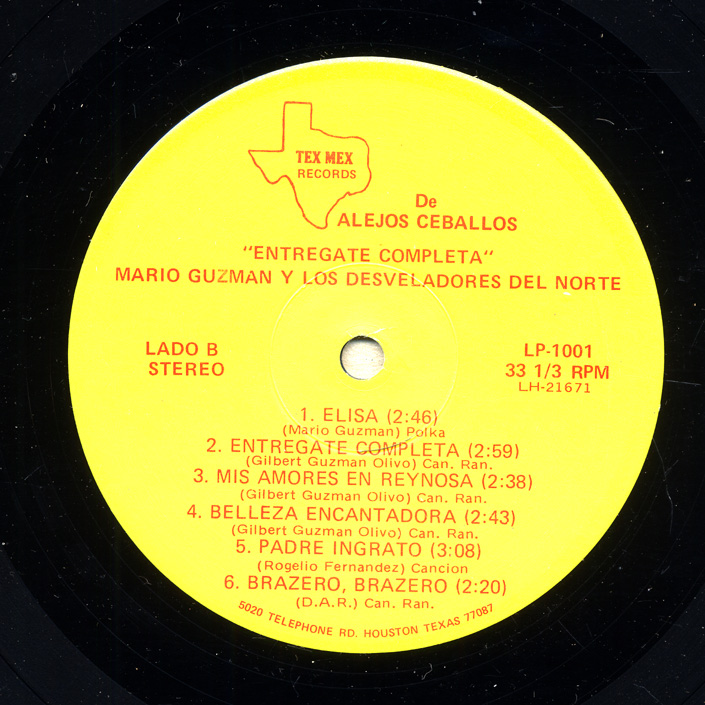 TEX MEX
RECORDS
De
ALEJOS CEBALLOS
"ENTREGATE COMPLETA"
MARIO GUZMAN Y LOS DESVELADORES DEL NORTE
LADO B
STEREO
LP-1001
33 1/3 RPM
LH-21671
1. ELISA (2:46)
(Mario Guzman) Polka
2. ENTREGATE COMPLETA (2:59)
(Gilbert Guzman Olivo) Can. Ran.
3. MIS AMORES EN REYNOSA (2:38)
(Gilbert Guzman Olivo) Can. Ran.
4. BELLEZA ENCANTADORA (2:43)
(Gilbert Guzman Olivo) Can. Ran.
5. PADRE INGRATO (3:08)
(Rogelio Fernandez) Cancion
6. BRAZERO, BRAZERO (2:20)
(D.A.R.) Can. Ran.
5020 TELEPHONE RD. HOUSTON TEXAS 77087